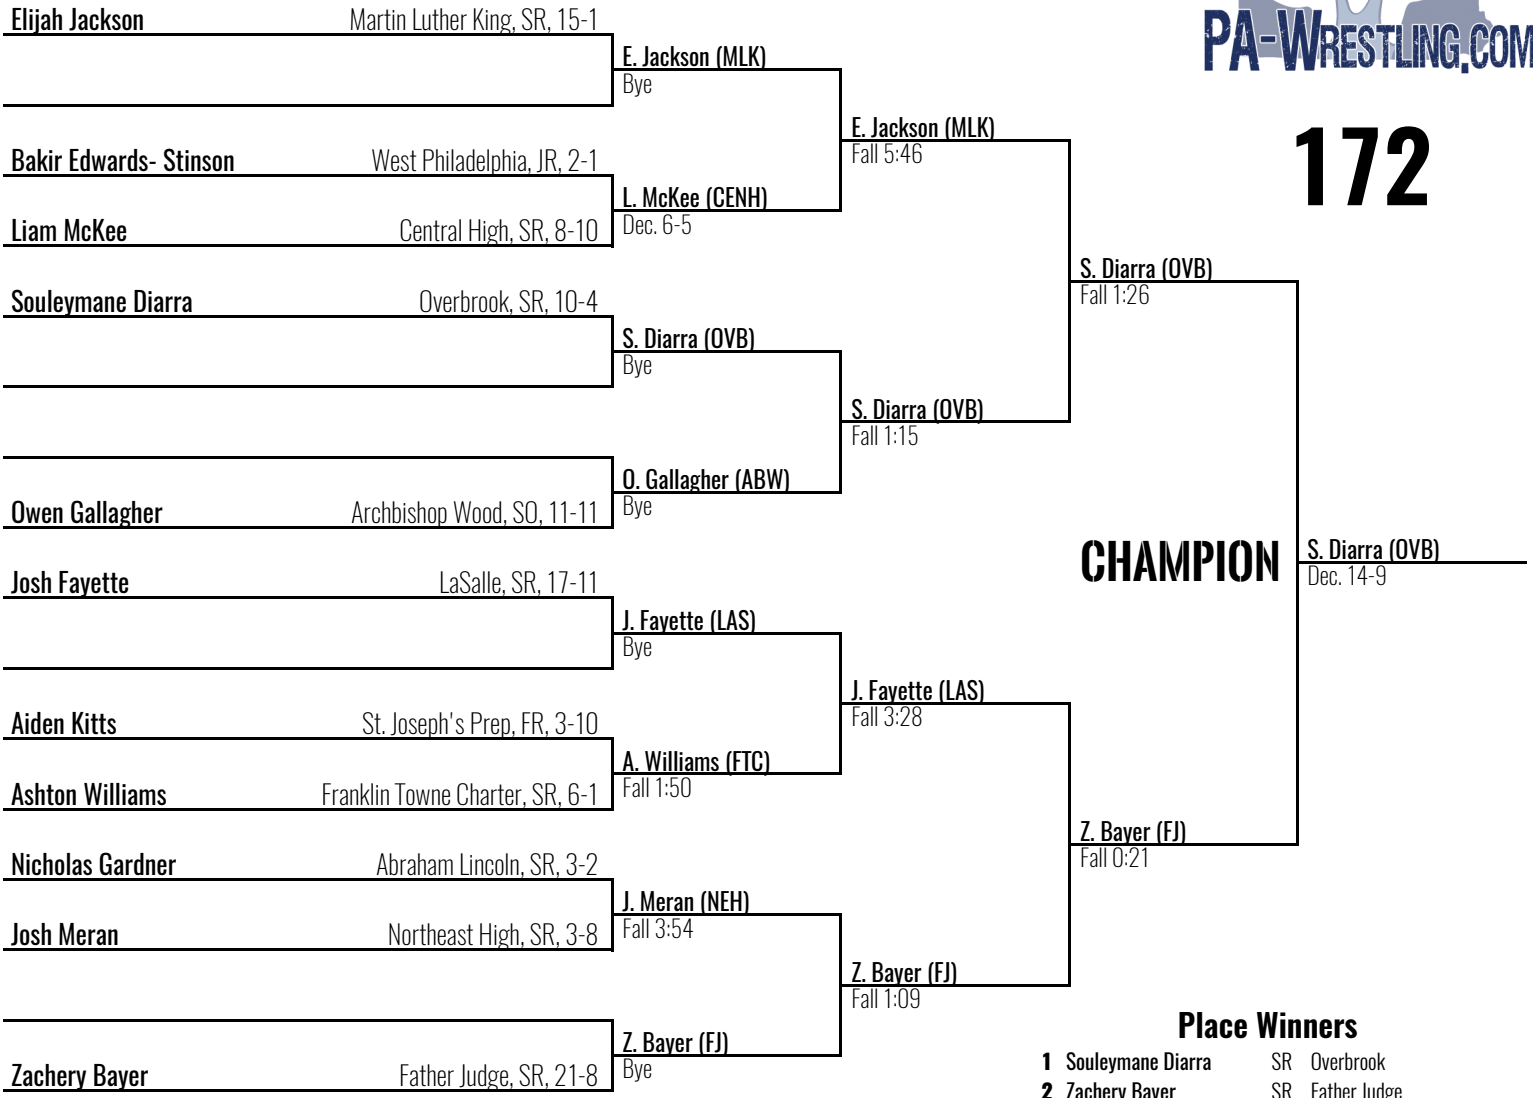 PA-WRESTLING.COM
172
Elijah Jackson Martin Luther King, SR, 15-1
E. Jackson (MLK)
Bye
E. Jackson (MLK)
Fall 5:46
Bakir Edwards- Stinson West Philadelphia, JR, 2-1
L. McKee (CENH)
Dec. 6-5
Liam McKee Central High, SR, 8-10
S. Diarra (OVB)
Fall 1:26
Souleymane Diarra Overbrook, SR, 10-4
S. Diarra (OVB)
Bye
S. Diarra (OVB)
Fall 1:15
O. Gallagher (ABW)
Bye
Owen Gallagher Archbishop Wood, SO, 11-11
CHAMPION
S. Diarra (OVB)
Dec. 14-9
Josh Fayette LaSalle, SR, 17-11
J. Fayette (LAS)
Bye
J. Fayette (LAS)
Fall 3:28
Aiden Kitts St. Joseph's Prep, FR, 3-10
A. Williams (FTC)
Fall 1:50
Ashton Williams Franklin Towne Charter, SR, 6-1
Z. Bayer (FJ)
Fall 0:21
Nicholas Gardner Abraham Lincoln, SR, 3-2
J. Meran (NEH)
Fall 3:54
Josh Meran Northeast High, SR, 3-8
Z. Bayer (FJ)
Fall 1:09
Z. Bayer (FJ)
Bye
Zachery Bayer Father Judge, SR, 21-8
Place Winners
1 Souleymane Diarra SR Overbrook
2 Zachery Bayer SR Father Judge